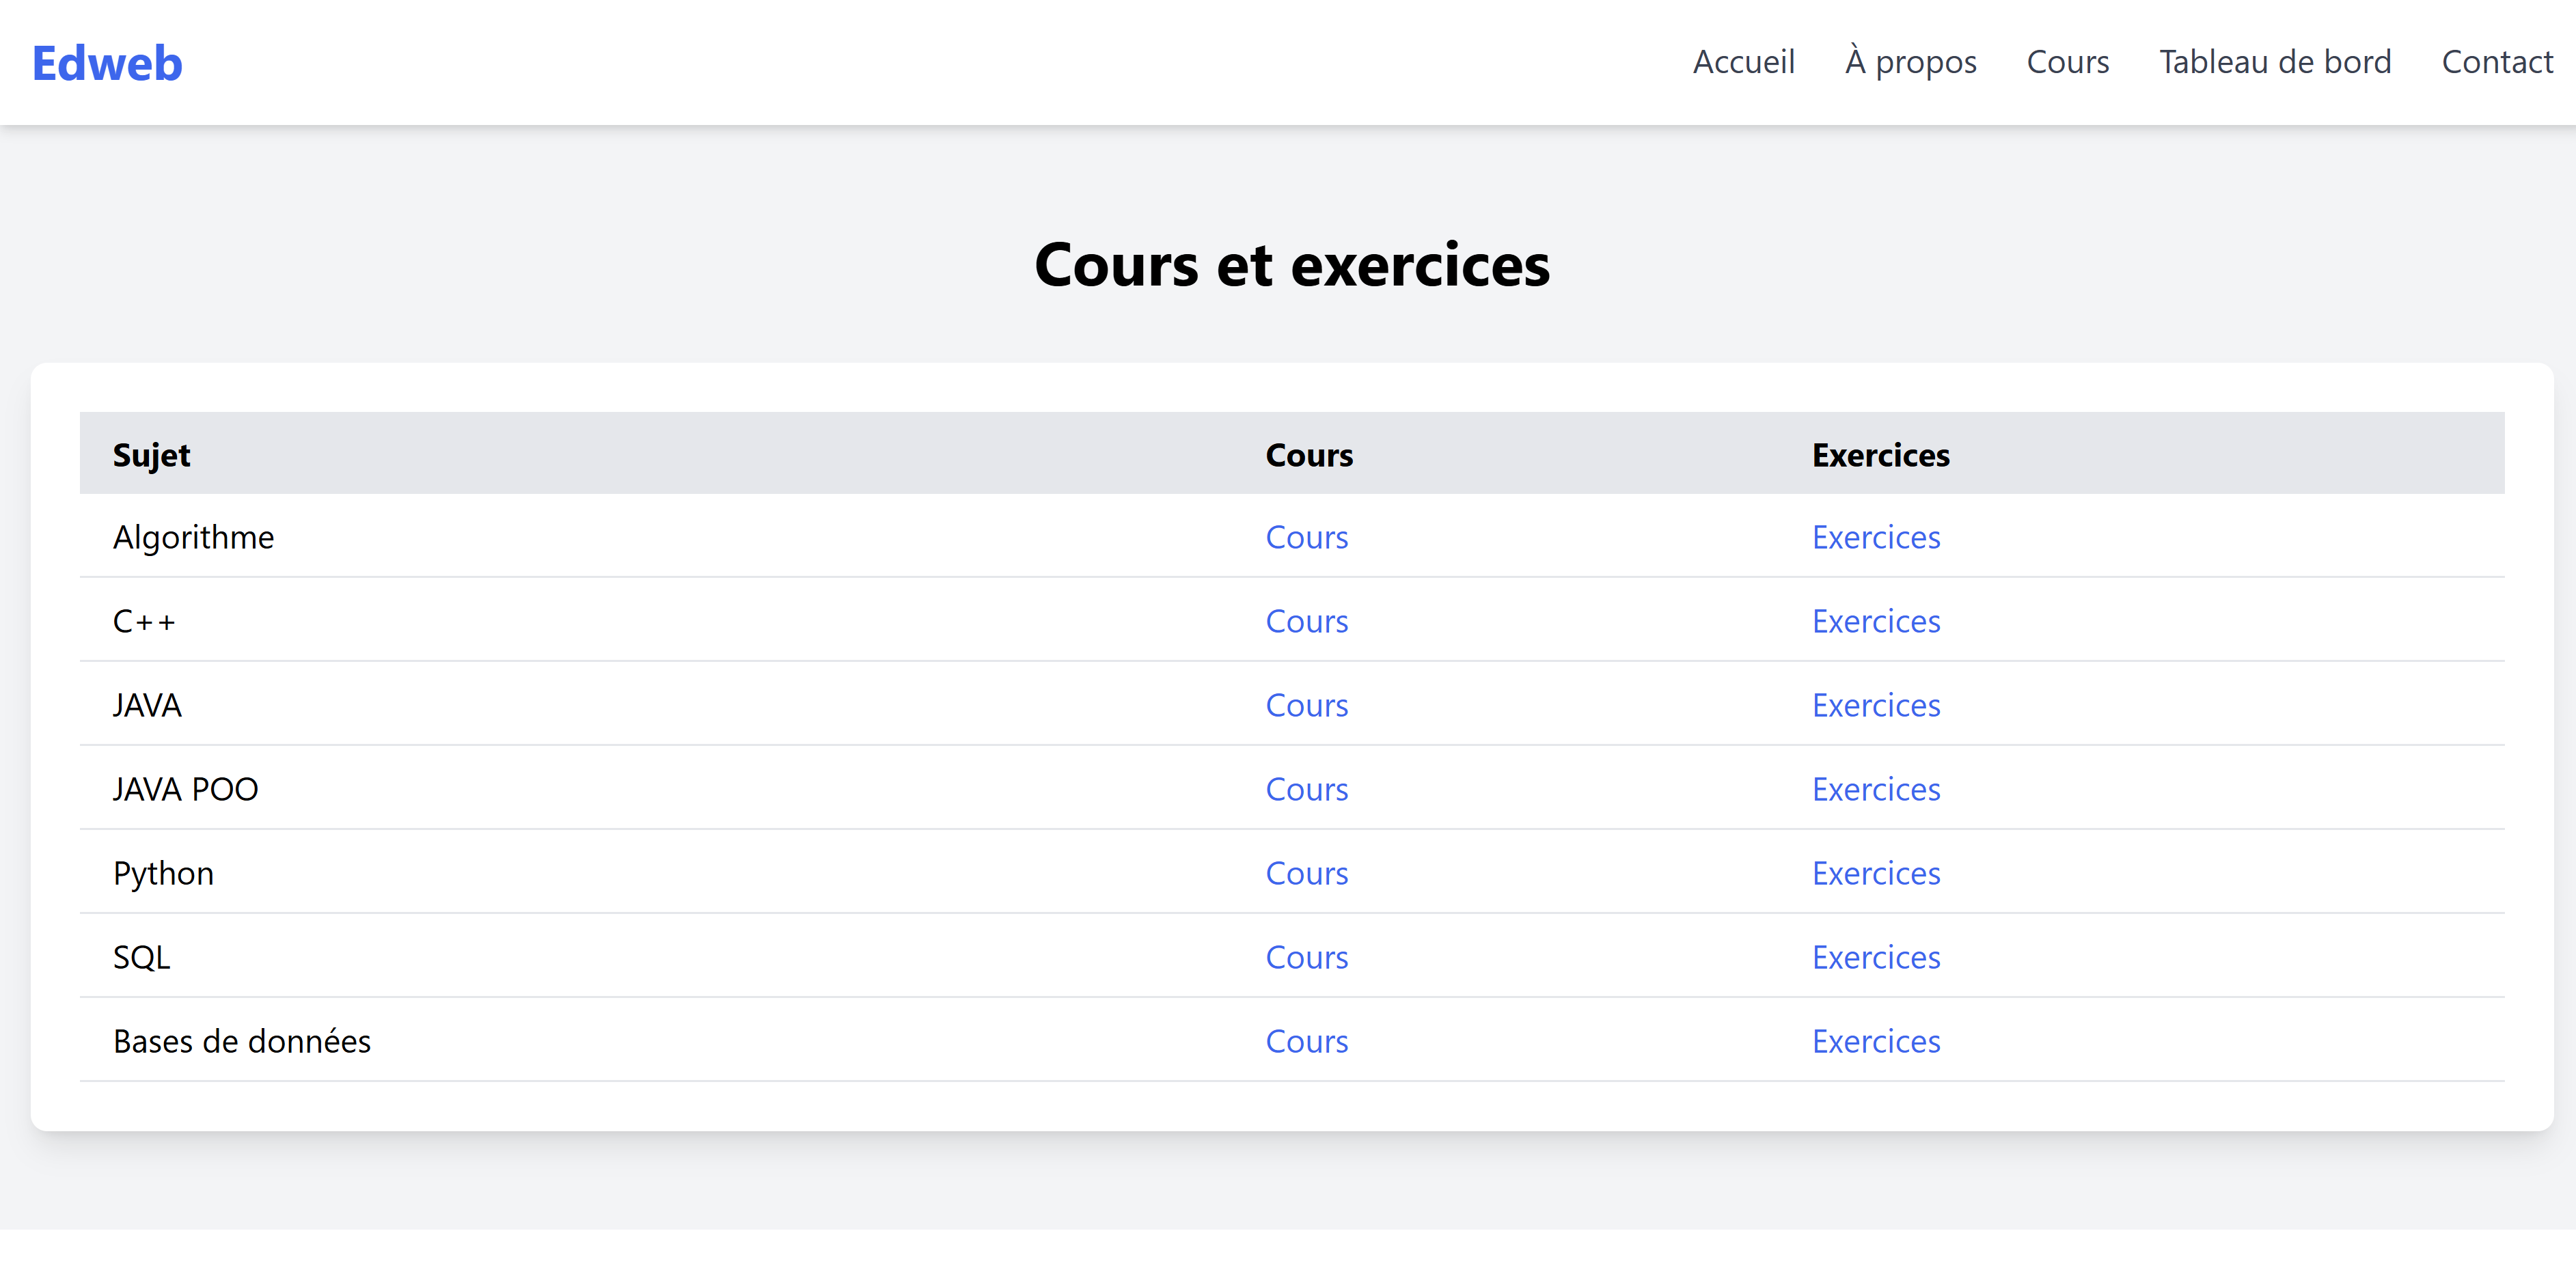 Edweb Accueil À propos Cours Tableau de bord Contact
Cours et exercices
Sujet Cours Exercices
Algorithme Cours Exercices
C++ Cours Exercices
JAVA Cours Exercices
JAVA POO Cours Exercices
Python Cours Exercices
SQL Cours Exercices
Bases de données Cours Exercices